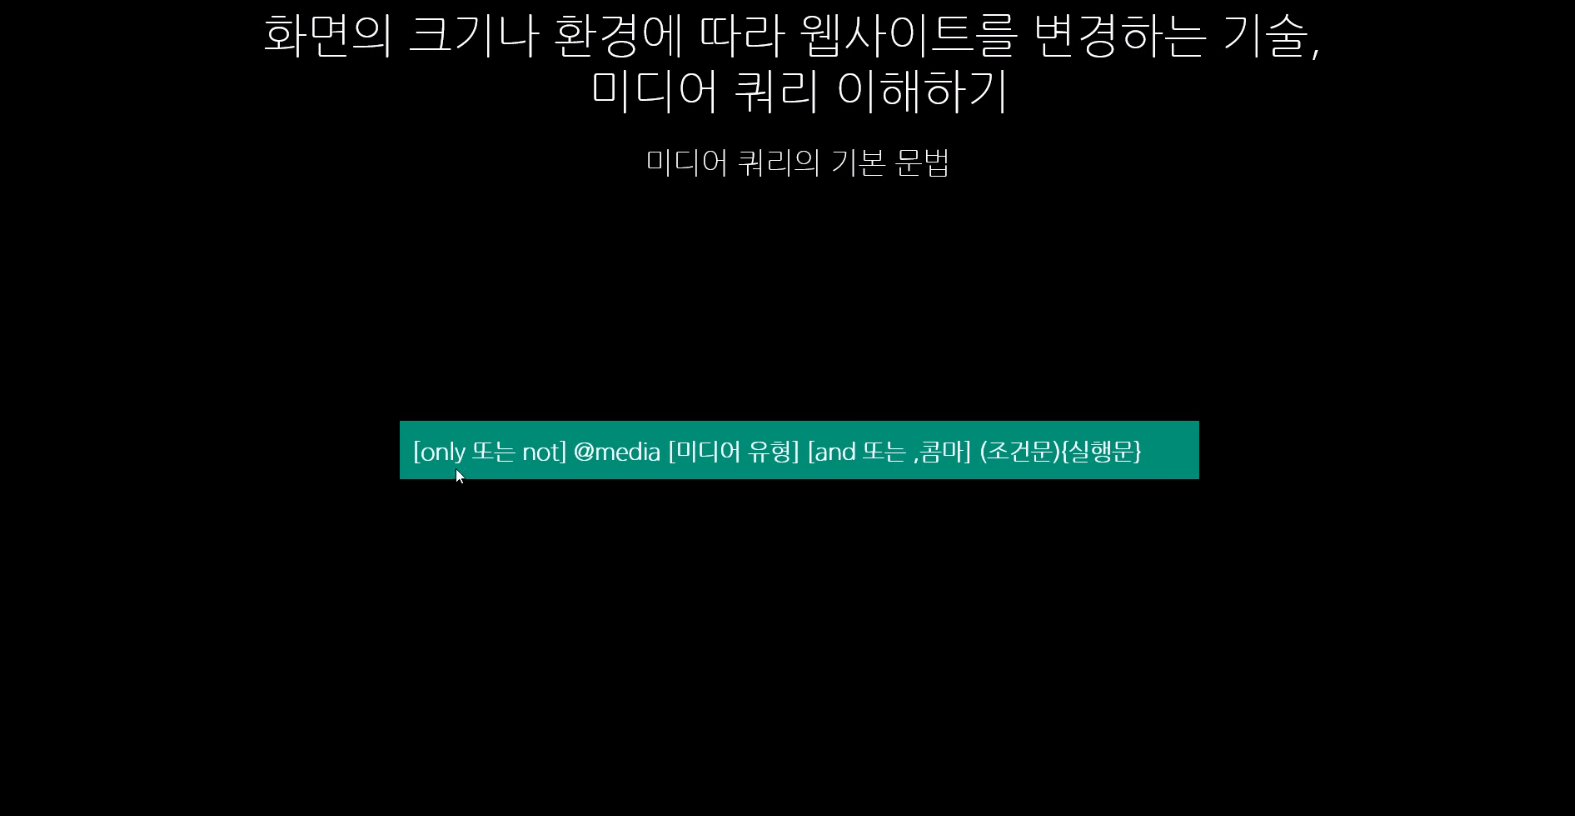 화면의 크기나 환경에 따라 웹사이트를 변경하는 기술,
미디어 쿼리 이해하기
미디어 쿼리의 기본 문법
[only 또는 not] @media [미디어 유형] [and 또는 ,콤마] (조건문){실행문}